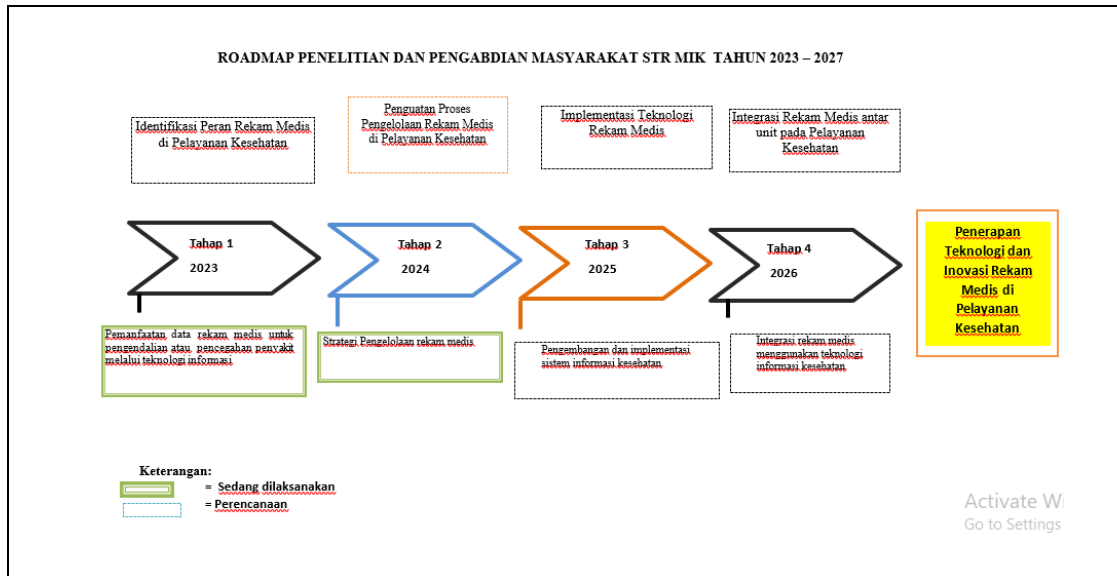 ROADMAP PENELITIAN DAN PENGABDIAN MASYARAKAT STR MIK TAHUN 2023 – 2027
Identifikasi Peran Rekam Medis
di Pelayanan Kesehatan
Penguatan Proses
Pengelolaan Rekam Medis
di Pelayanan Kesehatan
Implementasi Teknologi
Rekam Medis
Integrasi Rekam Medis antar
unit pada Pelayanan
Kesehatan
Tahap 1
2023
Tahap 2
2024
Tahap 3
2025
Tahap 4
2026
Penerapan
Teknologi dan
Inovasi Rekam
Medis di
Pelayanan
Kesehatan
Pemanfaatan data rekam medis untuk
pengendalian atau pencegahan penyakit
melalui teknologi informasi
Strategi Pengelolaan rekam medis
Pengembangan dan implementasi
sistem informasi kesehatan
Integrasi rekam medis
menggunakan teknologi
informasi kesehatan
Keterangan:
= Sedang dilaksanakan
= Perencanaan
Activate Wi
Go to Settings